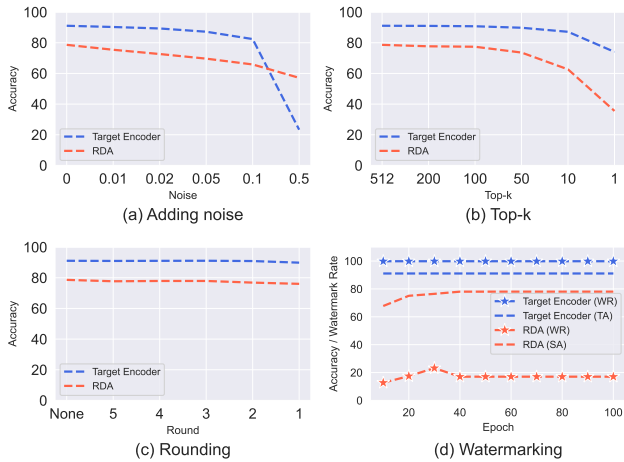 100
80
60
40
20
0
Accuracy
Target Encoder
RDA
0 0.01 0.02 0.05 0.1 0.5
Noise
(a) Adding noise
100
80
60
40
20
0
Accuracy
Target Encoder
RDA
512 200 100 50 10 1
Top-k
(b) Top-k
100
80
60
40
20
0
Accuracy
Target Encoder
RDA
None 5 4 3 2 1
Round
(c) Rounding
100
80
60
40
20
0
Accuracy / Watermark Rate
Target Encoder (WR)
Target Encoder (TA)
RDA (WR)
RDA (SA)
20 40 60 80 100
Epoch
(d) Watermarking